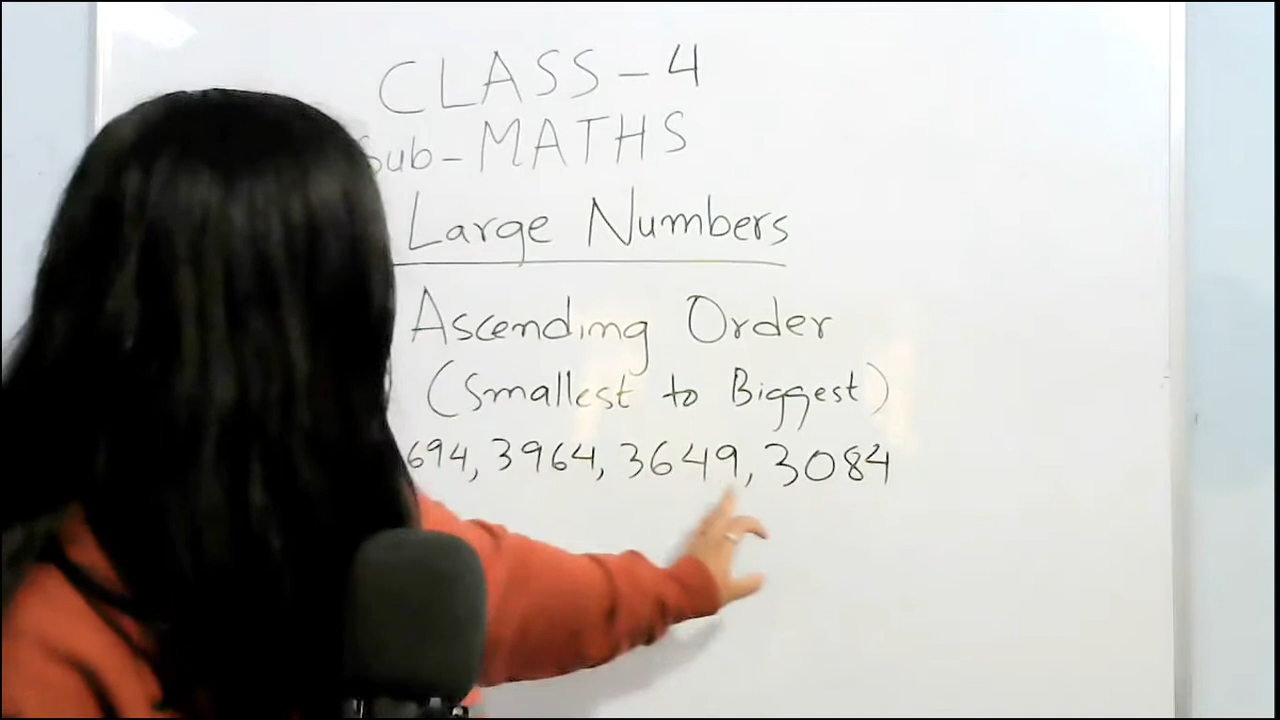 CLASS - 4
Sub - MATHS
Large Numbers
Ascending Order
(Smallest to Biggest)
694, 3964, 3649, 3084